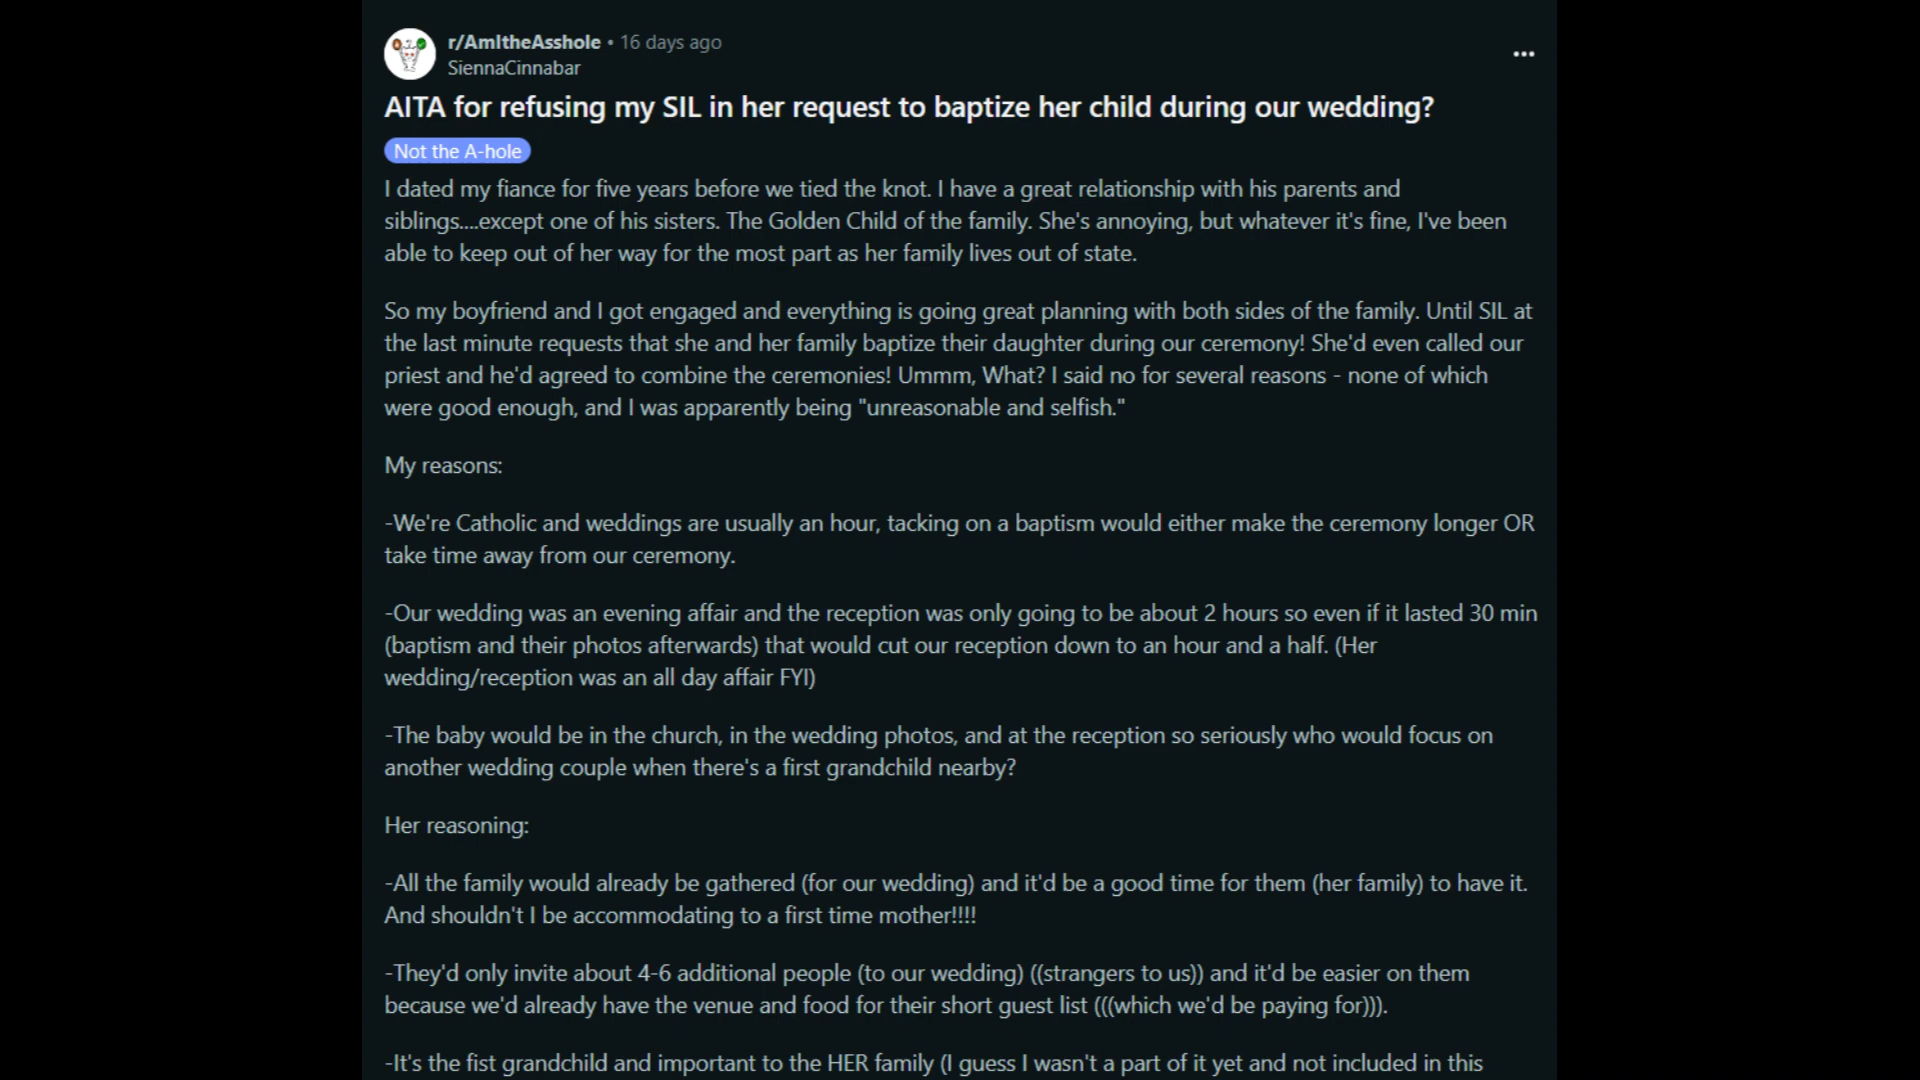 r/AmItheAsshole • 16 days ago
SiennaCinnabar
AITA for refusing my SIL in her request to baptize her child during our wedding?
Not the A-hole
I dated my fiance for five years before we tied the knot. I have a great relationship with his parents and
siblings....except one of his sisters. The Golden Child of the family. She's annoying, but whatever it's fine, I've been
able to keep out of her way for the most part as her family lives out of state.
So my boyfriend and I got engaged and everything is going great planning with both sides of the family. Until SIL at
the last minute requests that she and her family baptize their daughter during our ceremony! She'd even called our
priest and he'd agreed to combine the ceremonies! Ummm, What? I said no for several reasons - none of which
were good enough, and I was apparently being "unreasonable and selfish."
My reasons:
-We're Catholic and weddings are usually an hour, tacking on a baptism would either make the ceremony longer OR
take time away from our ceremony.
-Our wedding was an evening affair and the reception was only going to be about 2 hours so even if it lasted 30 min
(baptism and their photos afterwards) that would cut our reception down to an hour and a half. (Her
wedding/reception was an all day affair FYI)
-The baby would be in the church, in the wedding photos, and at the reception so seriously who would focus on
another wedding couple when there's a first grandchild nearby?
Her reasoning:
-All the family would already be gathered (for our wedding) and it'd be a good time for them (her family) to have it.
And shouldn't I be accommodating to a first time mother!!!!
-They'd only invite about 4-6 additional people (to our wedding) ((strangers to us)) and it'd be easier on them
because we'd already have the venue and food for their short guest list (((which we'd be paying for))).
-It's the fist grandchild and important to the HER family (I guess I wasn't a part of it yet and not included in this